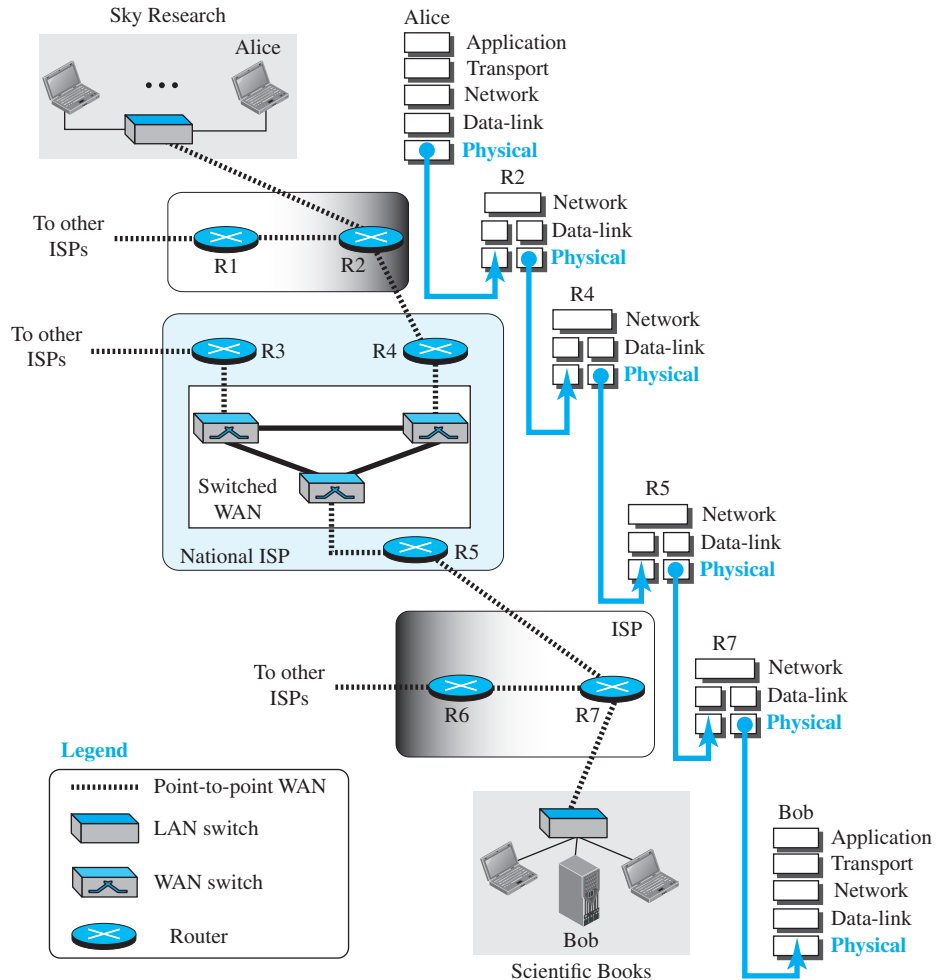 Sky Research
Alice
Alice
Application
Transport
Network
Data-link
Physical
R2
Network
Data-link
Physical
To other
ISPs
R1
R2
R4
Network
Data-link
Physical
To other
ISPs
R3
R4
Switched
WAN
National ISP
R5
R5
Network
Data-link
Physical
ISP
To other
ISPs
R6
R7
R7
Network
Data-link
Physical
Legend
Point-to-point WAN
LAN switch
WAN switch
Router
Bob
Scientific Books
Bob
Application
Transport
Network
Data-link
Physical